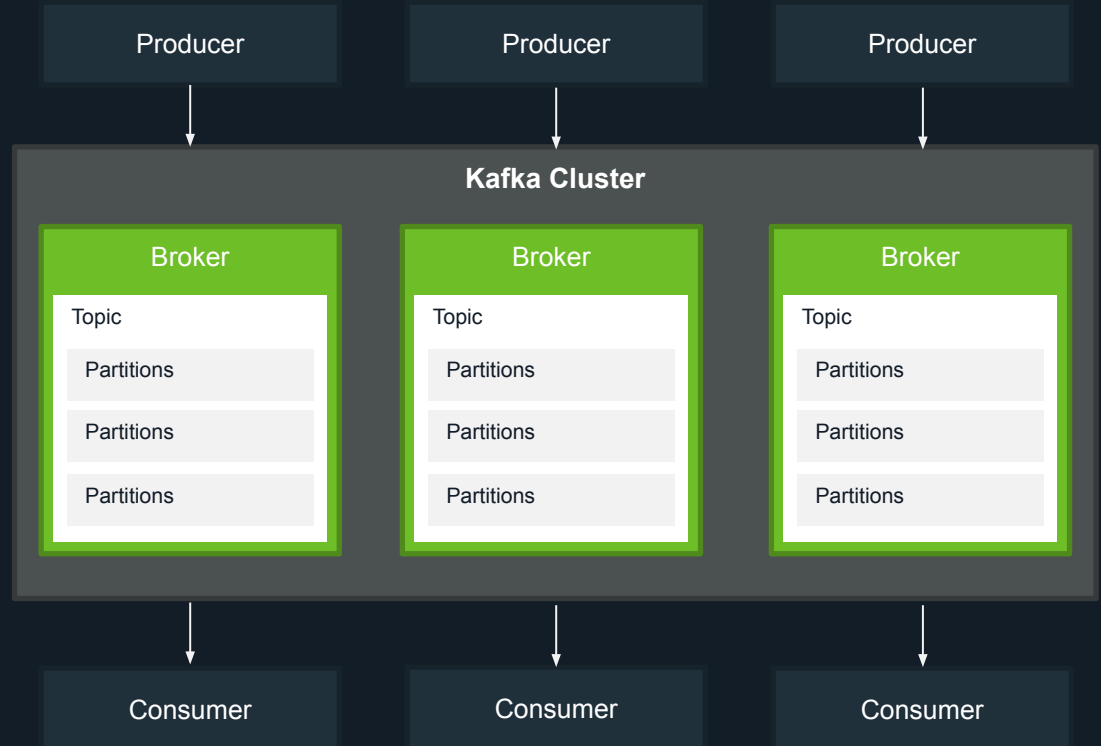 Producer
Producer
Producer
Kafka Cluster
Broker
Topic
Partitions
Partitions
Partitions
Broker
Topic
Partitions
Partitions
Partitions
Broker
Topic
Partitions
Partitions
Partitions
Consumer
Consumer
Consumer